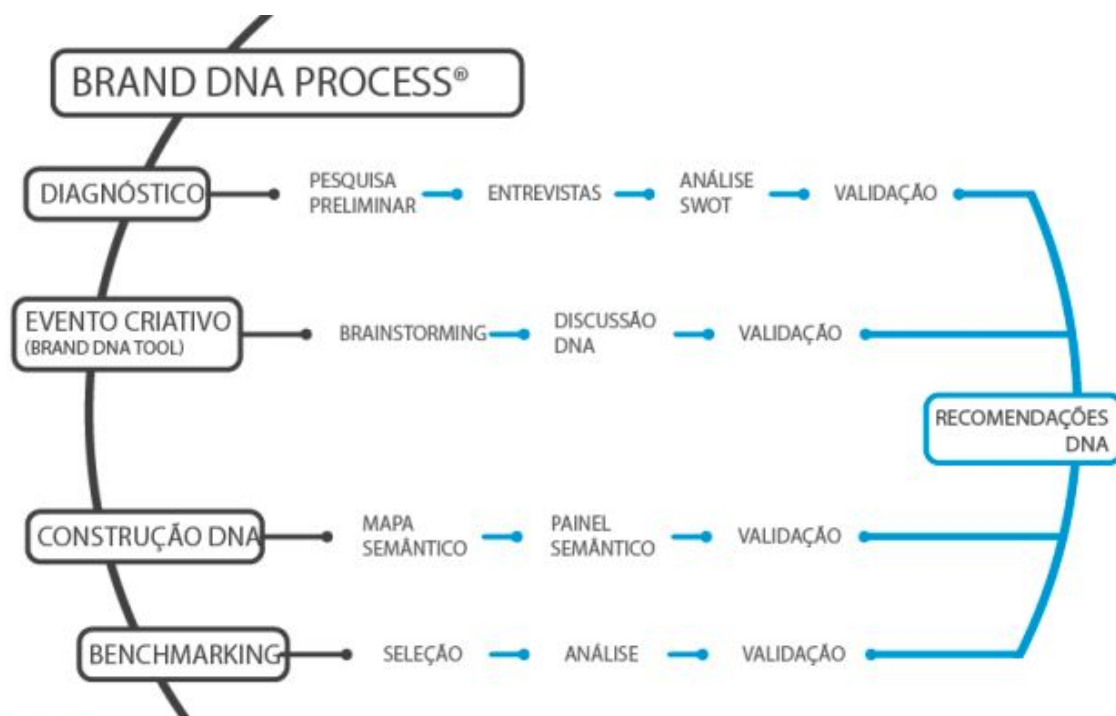 BRAND DNA PROCESS®
DIAGNÓSTICO
PESQUISA
PRELIMINAR
ENTREVISTAS
ANÁLISE
SWOT
VALIDAÇÃO
EVENTO CRIATIVO
(BRAND DNA TOOL)
BRAINSTORMING
DISCUSSÃO
DNA
VALIDAÇÃO
RECOMENDAÇÕES
DNA
CONSTRUÇÃO DNA
MAPA
SEMÂNTICO
PAINEL
SEMÂNTICO
VALIDAÇÃO
BENCHMARKING
SELEÇÃO
ANÁLISE
VALIDAÇÃO